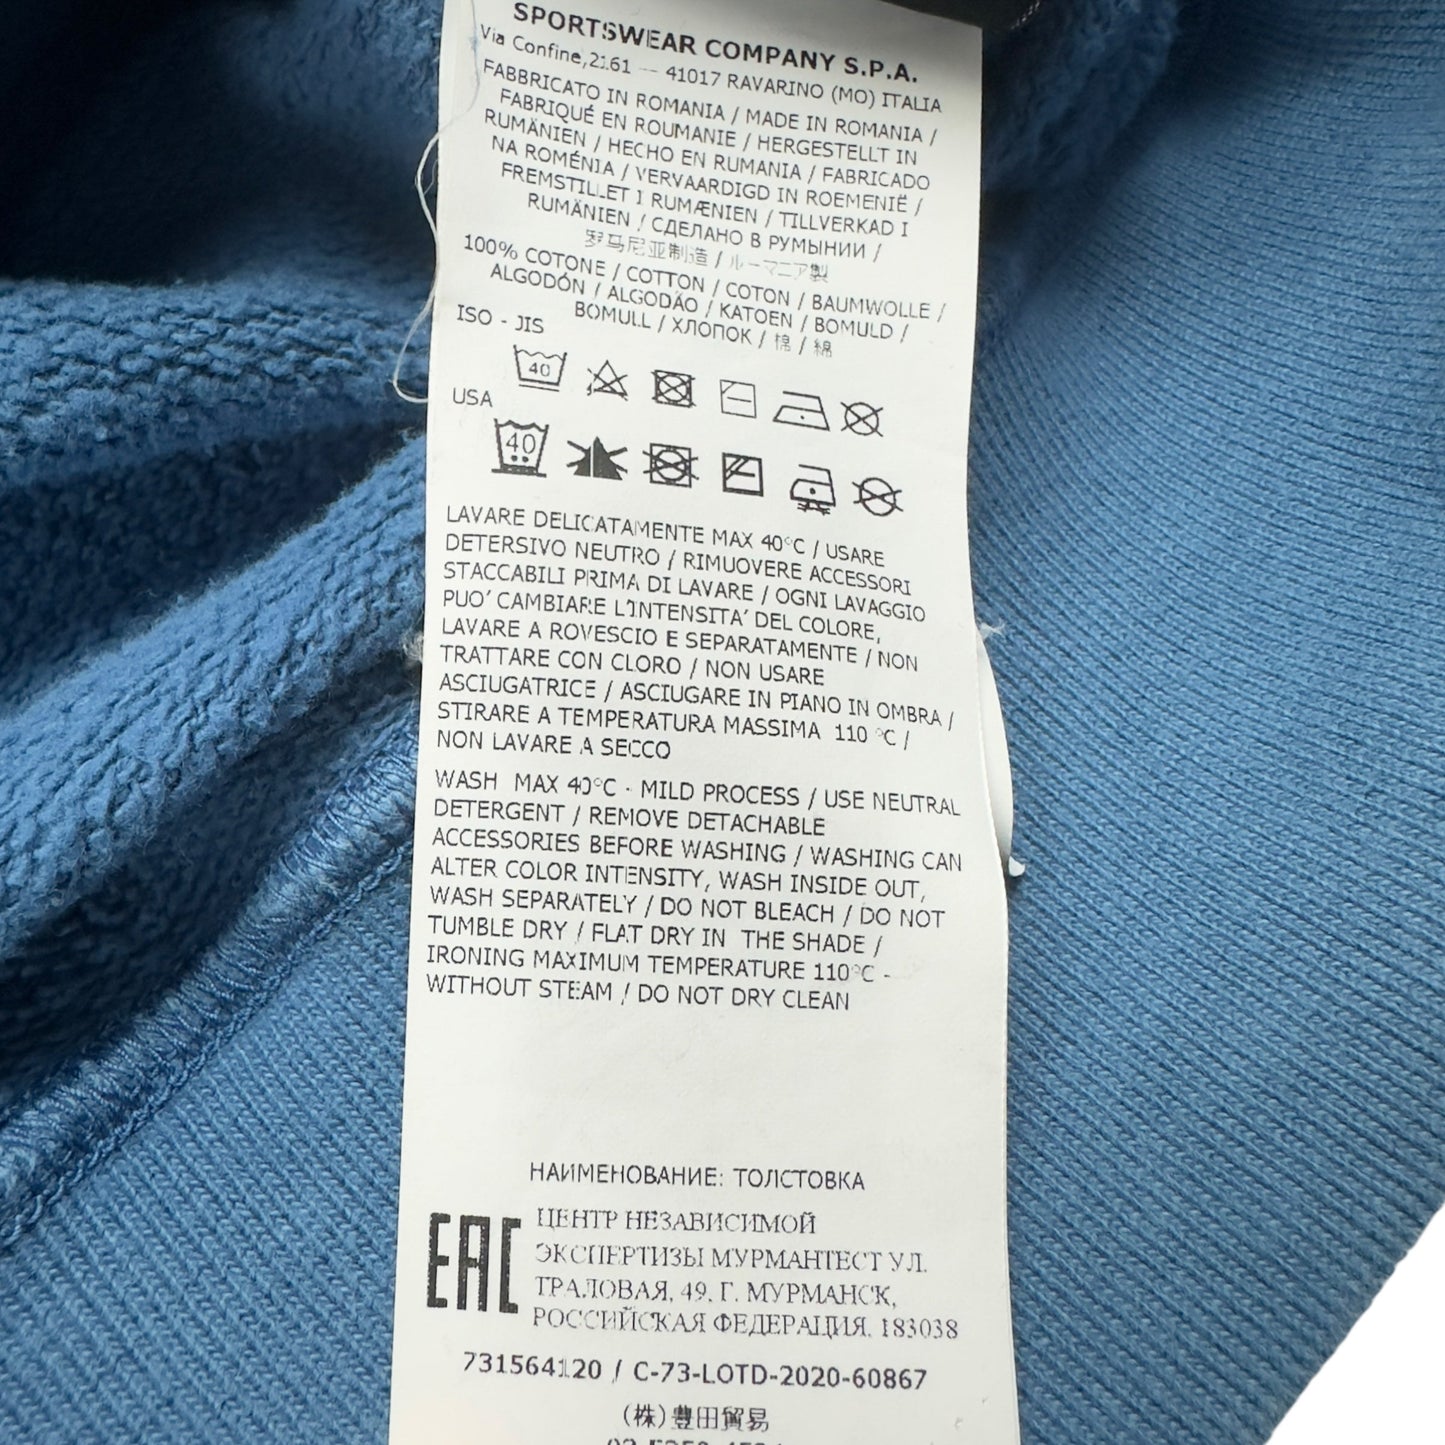 SPORTSWEAR COMPANY S.P.A.
Via Confine,2161 — 41017 RAVARINO (MO) ITALIA
FABBRICATO IN ROMANIA / MADE IN ROMANIA /
FABRIQUÉ EN ROUMANIE / HERGESTELLT IN
RUMÄNIEN / HECHO EN RUMANIA / FABRICADO
NA ROMÉNIA / VERVAARDIGD IN ROEMENIË /
FREMSTILLET I RUMÆNIEN / TILLVERKAD I
RUMÄNIEN / СДЕЛАНО В РУМЫНИИ /
罗马尼亚制造 / ルーマニア製
100% COTONE / COTTON / COTON / BAUMWOLLE /
ALGODÓN / ALGODÃO / KATOEN / BOMULD /
BOMULL / ХЛОПОК / 棉 / 綿
ISO - JIS
40
USA
40
LAVARE DELICATAMENTE MAX 40°C / USARE
DETERSIVO NEUTRO / RIMUOVERE ACCESSORI
STACCABILI PRIMA DI LAVARE / OGNI LAVAGGIO
PUO’ CAMBIARE L’INTENSITA’ DEL COLORE,
LAVARE A ROVESCIO E SEPARATAMENTE / NON
TRATTARE CON CLORO / NON USARE
ASCIUGATRICE / ASCIUGARE IN PIANO IN OMBRA /
STIRARE A TEMPERATURA MASSIMA 110 °C /
NON LAVARE A SECCO
WASH MAX 40°C - MILD PROCESS / USE NEUTRAL
DETERGENT / REMOVE DETACHABLE
ACCESSORIES BEFORE WASHING / WASHING CAN
ALTER COLOR INTENSITY, WASH INSIDE OUT,
WASH SEPARATELY / DO NOT BLEACH / DO NOT
TUMBLE DRY / FLAT DRY IN THE SHADE /
IRONING MAXIMUM TEMPERATURE 110°C -
WITHOUT STEAM / DO NOT DRY CLEAN
НАИМЕНОВАНИЕ: ТОЛСТОВКА
EAC
ЦЕНТР НЕЗАВИСИМОЙ
ЭКСПЕРТИЗЫ МУРМАНТЕСТ УЛ.
ТРАЛОВАЯ, 49, Г. МУРМАНСК,
РОССИЙСКАЯ ФЕДЕРАЦИЯ, 183038
731564120 / C-73-LOTD-2020-60867
(株)豊田貿易